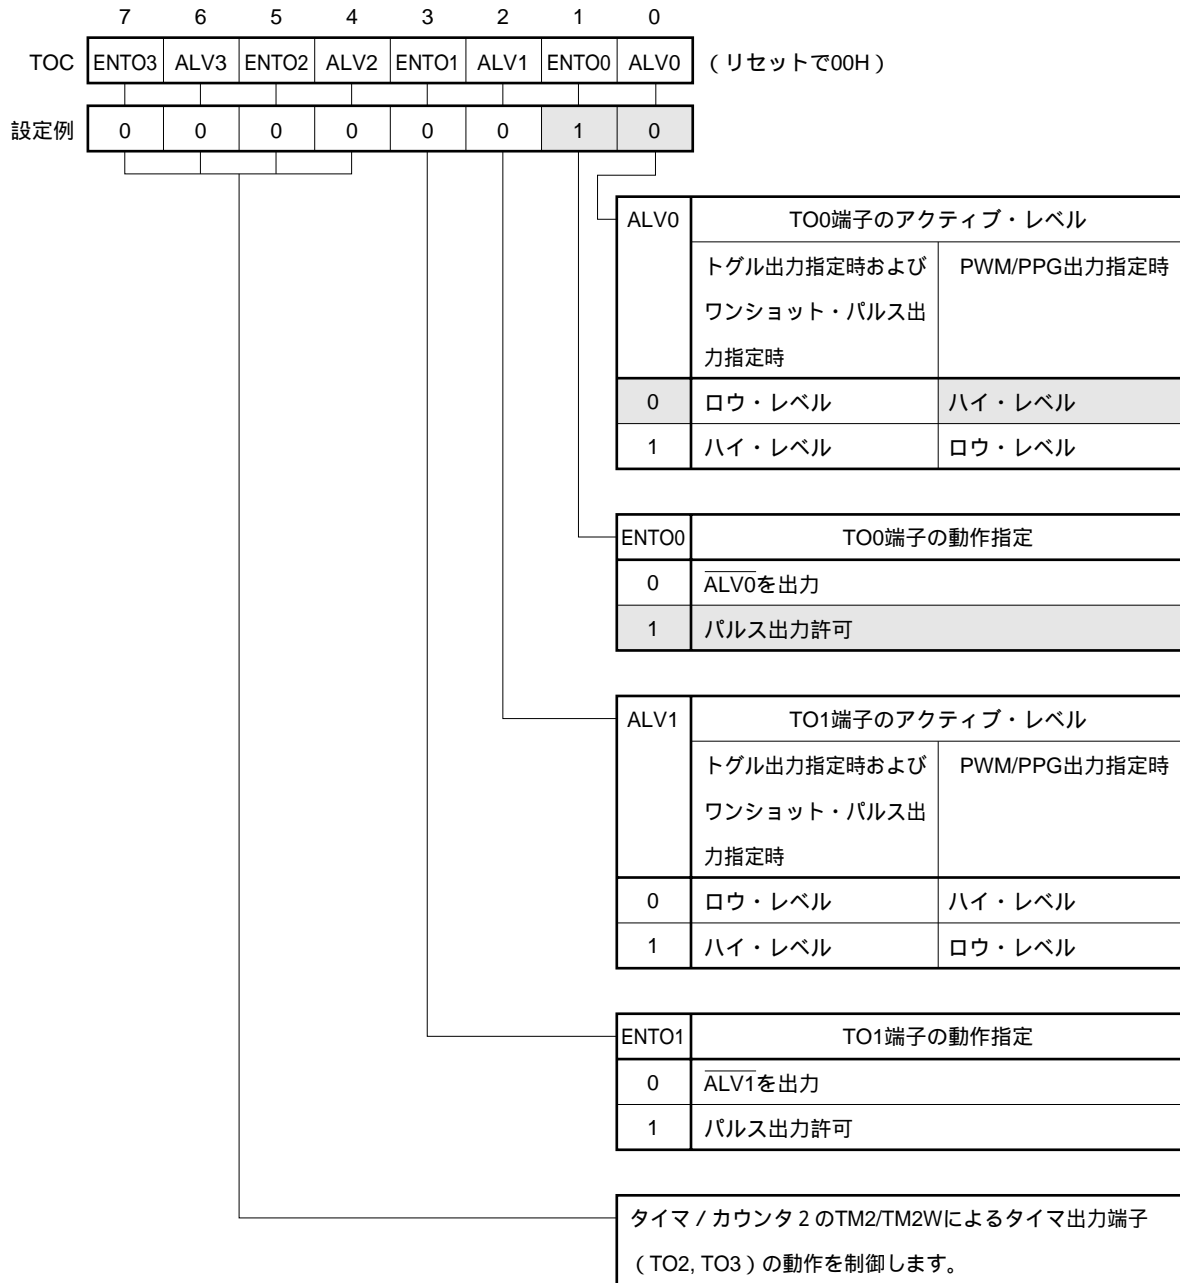 7 6 5 4 3 2 1 0
TOC ENTO3 ALV3 ENTO2 ALV2 ENTO1 ALV1 ENTO0 ALV0 (リセットで00H)
設定例 0 0 0 0 0 0 1 0
ALV0 TO0端子のアクティブ・レベル
トグル出力指定時および PWM/PPG出力指定時
ワンショット・パルス出
力指定時
0 ロウ・レベル ハイ・レベル
1 ハイ・レベル ロウ・レベル
ENTO0 TO0端子の動作指定
0 A̅L̅V̅0̅を出力
1 パルス出力許可
ALV1 TO1端子のアクティブ・レベル
トグル出力指定時および PWM/PPG出力指定時
ワンショット・パルス出
力指定時
0 ロウ・レベル ハイ・レベル
1 ハイ・レベル ロウ・レベル
ENTO1 TO1端子の動作指定
0 A̅L̅V̅1̅を出力
1 パルス出力許可
タイマ/カウンタ2のTM2/TM2Wによるタイマ出力端子
(TO2, TO3)の動作を制御します。